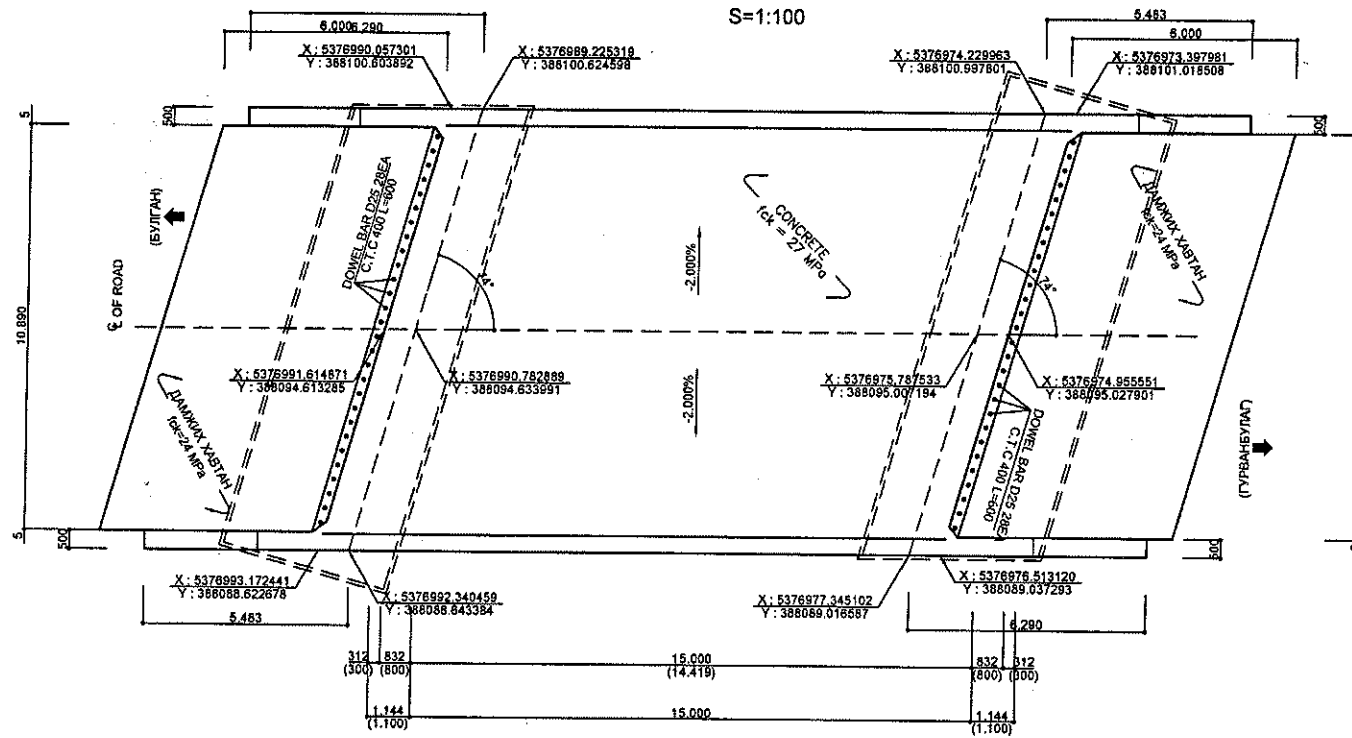 S=1:100
6.000
6.290
5.483
6.000
X : 5376990.057301
Y : 388100.603892
X : 5376989.225319
Y : 388100.624598
X : 5376974.229963
Y : 388100.997801
X : 5376973.397981
Y : 388101.018508
5
500
500
(БУЛГАН)
DOWEL BAR D25 28EA
C.T.C 400 L=600
CONCRETE
fck = 27 MPa
ДАМЖИХ ХАВТАН
fck=24 MPa
-2.000%
74°
74°
℄ OF ROAD
10.890
X : 5376991.614871
Y : 388094.613285
X : 5376990.782889
Y : 388094.633991
X : 5376975.787533
Y : 388095.007194
X : 5376974.955551
Y : 388095.027901
-2.000%
ДАМЖИХ ХАВТАН
fck=24 MPa
DOWEL BAR D25 28EA
C.T.C 400 L=600
(ГУРВАНБУЛАГ)
5
500
500
X : 5376993.172441
Y : 388088.622678
X : 5376992.340459
Y : 388088.643384
X : 5376977.345102
Y : 388089.016587
X : 5376976.513120
Y : 388089.037293
5.483
6.290
312
(300)
832
(800)
15.000
(14.419)
832
(800)
312
(300)
1.144
(1.100)
15.000
1.144
(1.100)